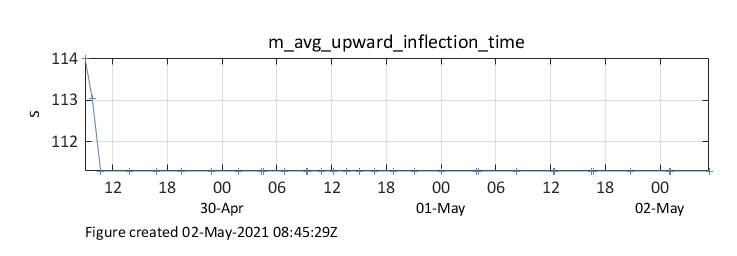 m_avg_upward_inflection_time
114
113
112
s
12 18 00 06 12 18 00 06 12 18 00
30-Apr 01-May 02-May
Figure created 02-May-2021 08:45:29Z